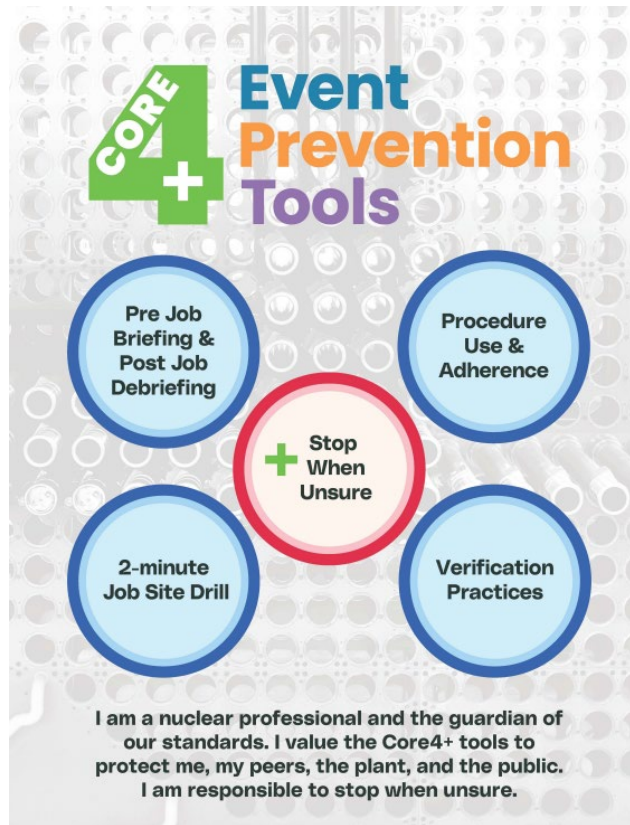 CORE
4+
Event
Prevention
Tools
Pre Job
Briefing &
Post Job
Debriefing
Procedure
Use &
Adherence
+ Stop
When
Unsure
2-minute
Job Site Drill
Verification
Practices
I am a nuclear professional and the guardian of
our standards. I value the Core4+ tools to
protect me, my peers, the plant, and the public.
I am responsible to stop when unsure.